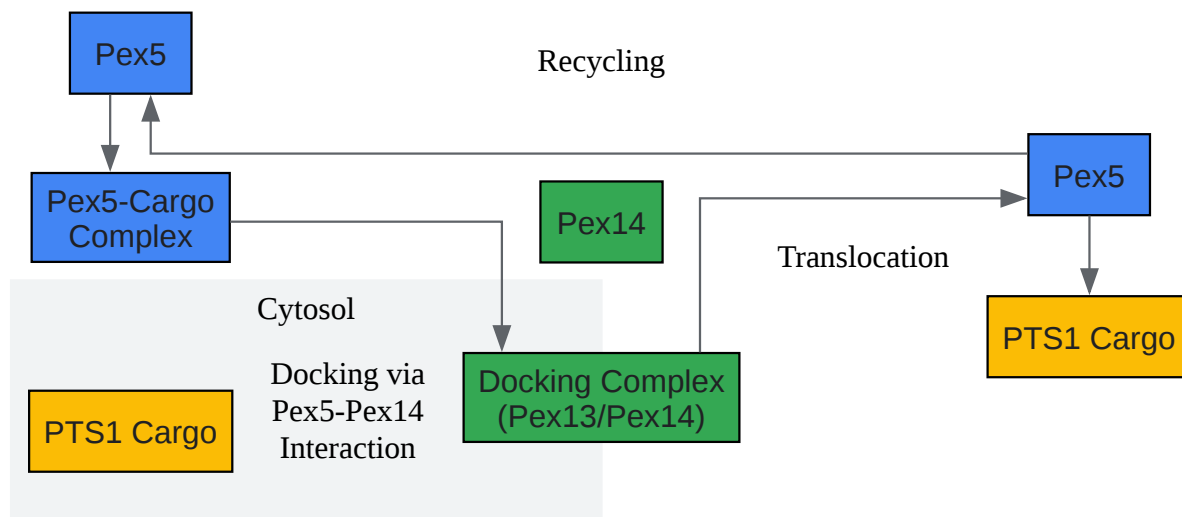 Pex5
Recycling
Pex5
Pex5-Cargo
Complex
Pex14
Translocation
Cytosol
PTS1 Cargo
Docking via
Pex5-Pex14
Interaction
Docking Complex
(Pex13/Pex14)
PTS1 Cargo